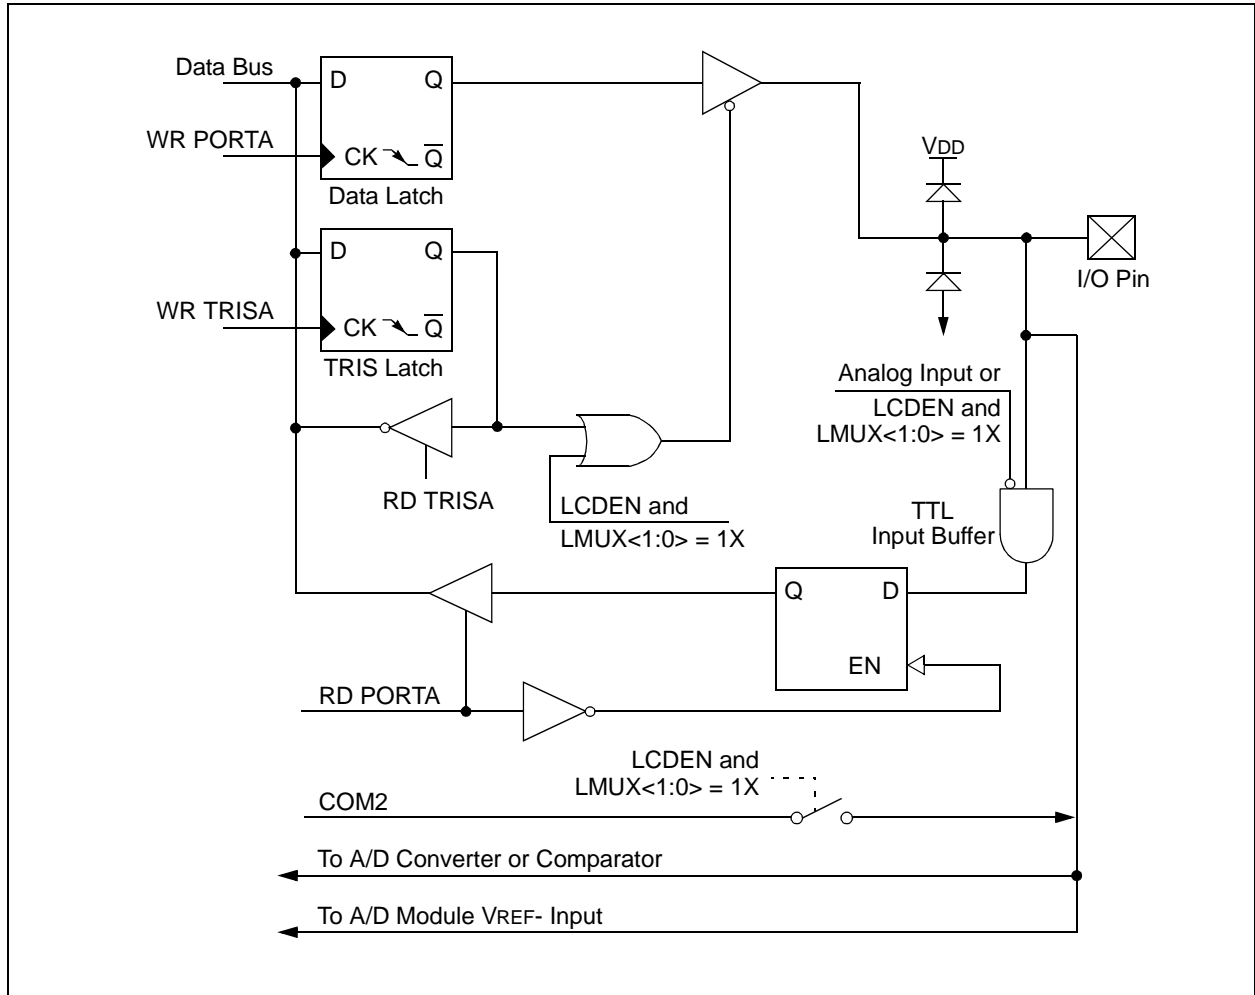 Data Bus
D Q
WR PORTA
CK Q
Data Latch
VDD
D Q
I/O Pin
WR TRISA
CK Q
TRIS Latch
Analog Input or
LCDEN and
LMUX<1:0> = 1X
RD TRISA
LCDEN and
LMUX<1:0> = 1X
TTL
Input Buffer
Q D
EN
RD PORTA
LCDEN and
LMUX<1:0> = 1X
COM2
To A/D Converter or Comparator
To A/D Module VREF- Input